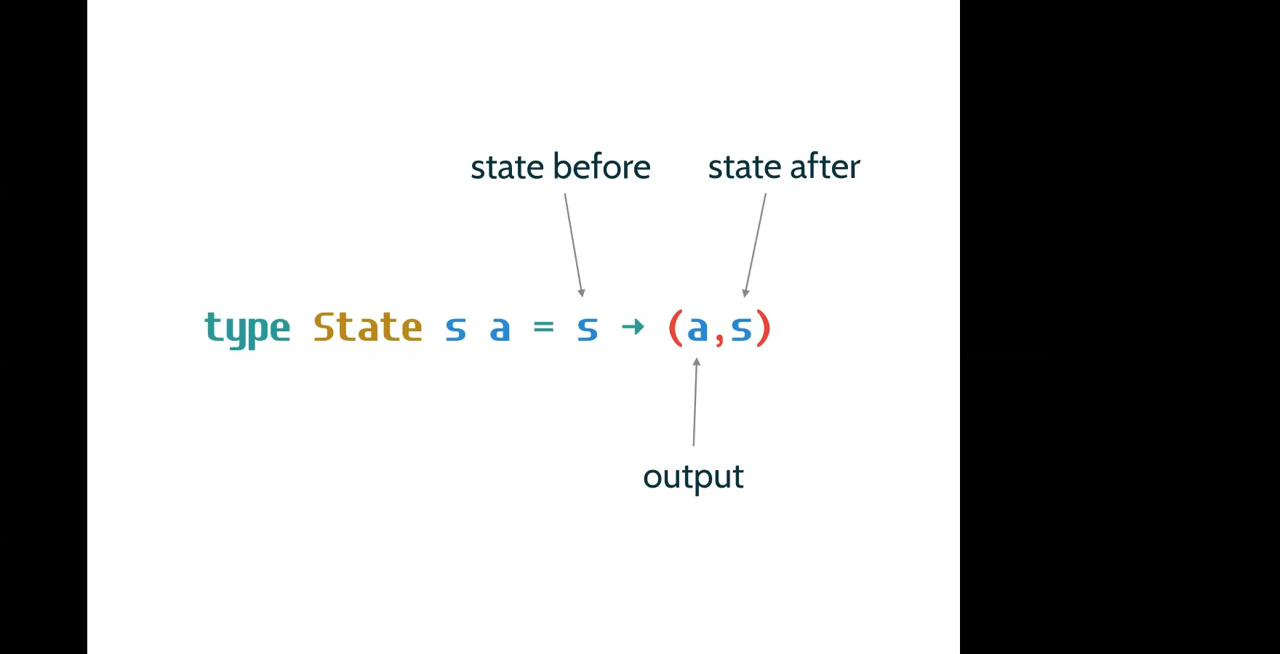 state before state after
type State s a = s → (a,s)
output